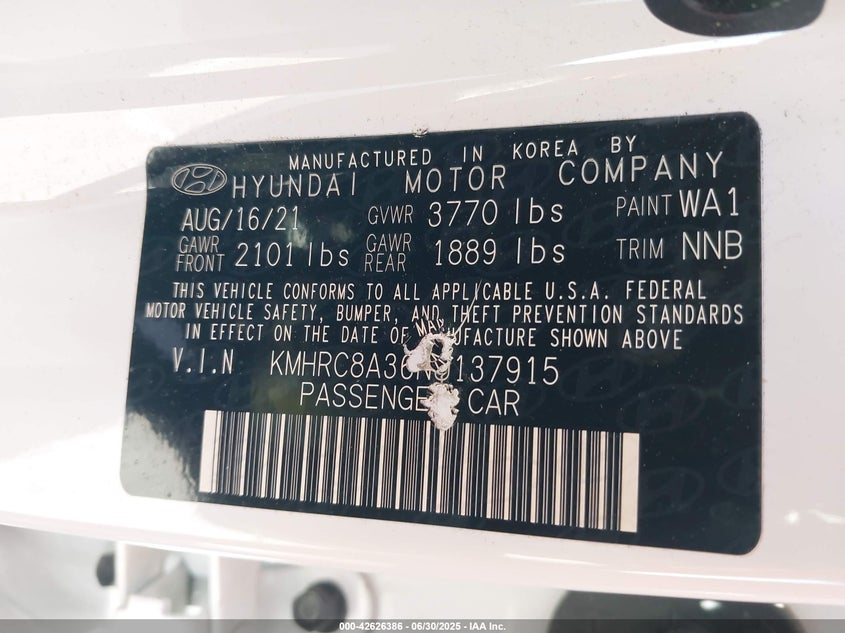 MANUFACTURED IN KOREA BY
HYUNDAI MOTOR COMPANY
AUG/16/21 GVWR 3770 lbs PAINT WA1
GAWR FRONT 2101 lbs GAWR REAR 1889 lbs TRIM NNB
THIS VEHICLE CONFORMS TO ALL APPLICABLE U.S.A. FEDERAL
MOTOR VEHICLE SAFETY, BUMPER, AND THEFT PREVENTION STANDARDS
IN EFFECT ON THE DATE OF MANUFACTURE SHOWN ABOVE
V.I.N KMHRC8A36NU137915
PASSENGER CAR
000-42626386 - 06/30/2025 - IAA Inc.